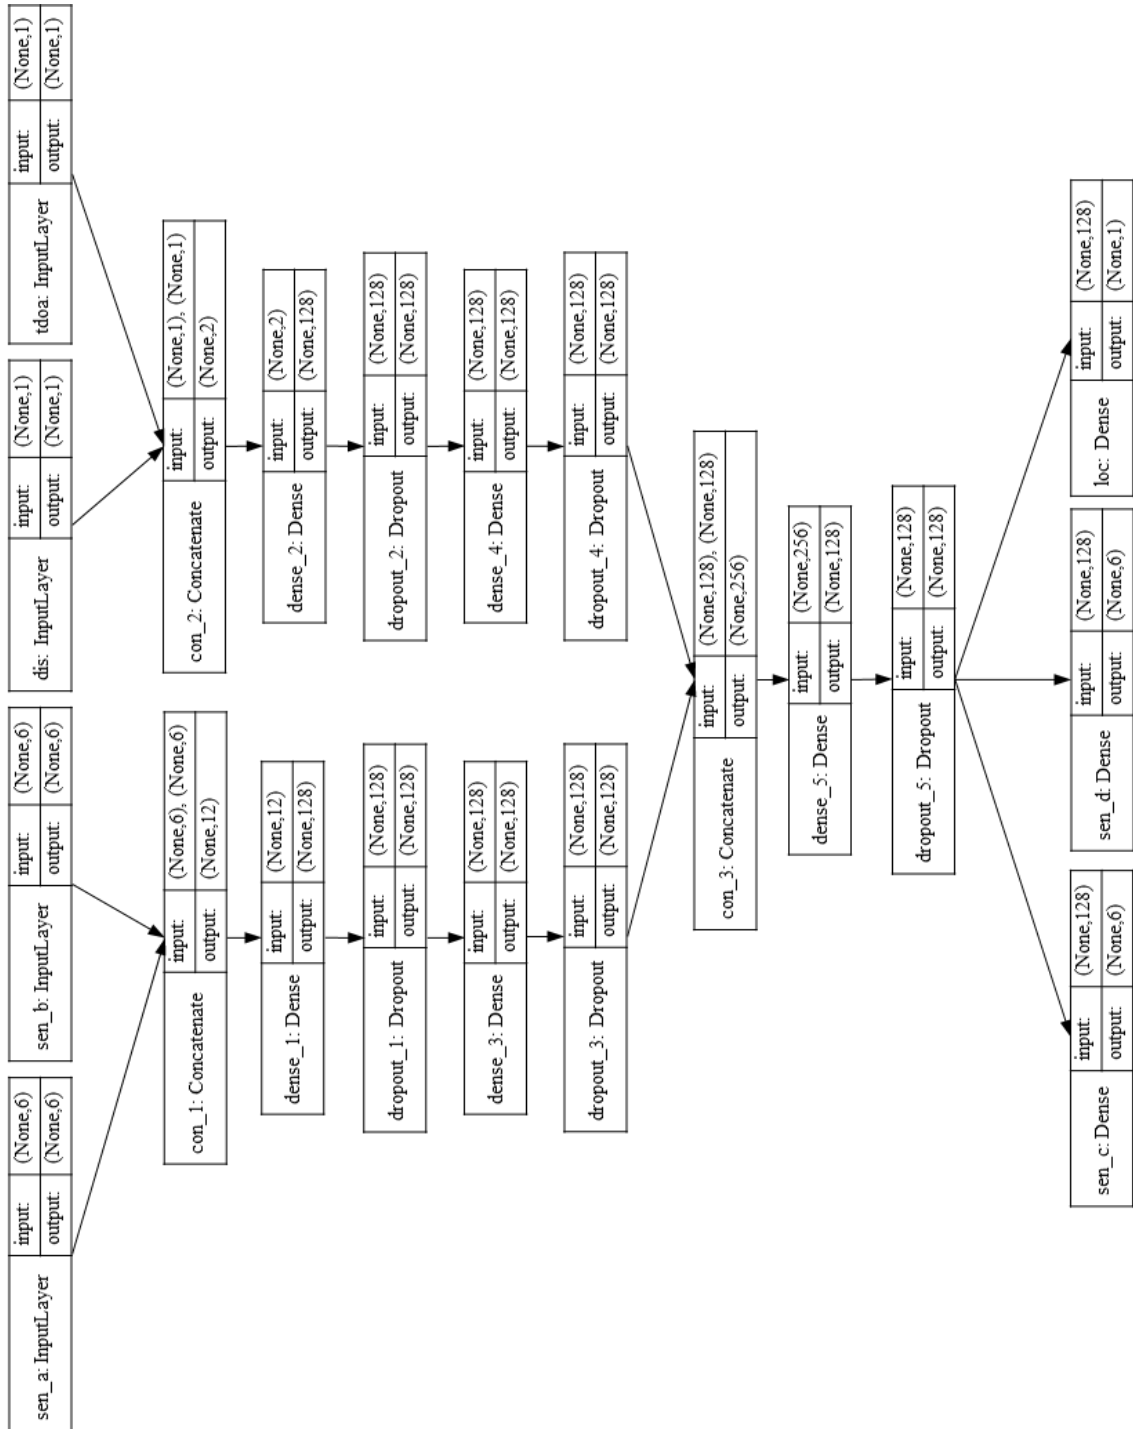 sen_a: InputLayer
input:
(None,6)
output:
(None,6)
sen_b: InputLayer
input:
(None,6)
output:
(None,6)
dis: InputLayer
input:
(None,1)
output:
(None,1)
tdoa: InputLayer
input:
(None,1)
output:
(None,1)
con_1: Concatenate
input:
(None,6), (None,6)
output:
(None,12)
con_2: Concatenate
input:
(None,1), (None,1)
output:
(None,2)
dense_1: Dense
input:
(None,12)
output:
(None,128)
dense_2: Dense
input:
(None,2)
output:
(None,128)
dropout_1: Dropout
input:
(None,128)
output:
(None,128)
dropout_2: Dropout
input:
(None,128)
output:
(None,128)
dense_3: Dense
input:
(None,128)
output:
(None,128)
dense_4: Dense
input:
(None,128)
output:
(None,128)
dropout_3: Dropout
input:
(None,128)
output:
(None,128)
dropout_4: Dropout
input:
(None,128)
output:
(None,128)
con_3: Concatenate
input:
(None,128), (None,128)
output:
(None,256)
dense_5: Dense
input:
(None,256)
output:
(None,128)
dropout_5: Dropout
input:
(None,128)
output:
(None,128)
sen_c: Dense
input:
(None,128)
output:
(None,6)
sen_d: Dense
input:
(None,128)
output:
(None,6)
loc: Dense
input:
(None,128)
output:
(None,1)